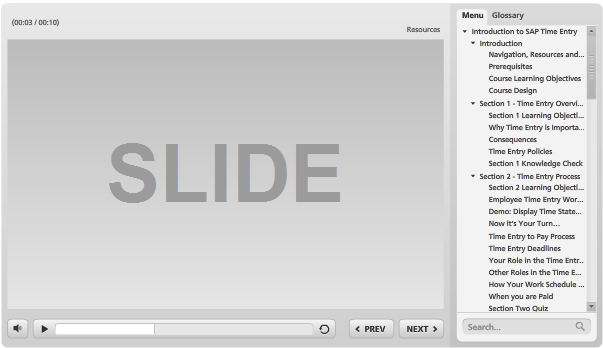 (00:03 / 00:10)
Resources
SLIDE
PREV
NEXT
Menu
Glossary
Introduction to SAP Time Entry
Introduction
Navigation, Resources and...
Prerequisites
Course Learning Objectives
Course Design
Section 1 - Time Entry Overvi...
Section 1 Learning Objecti...
Why Time Entry is Importa...
Consequences
Time Entry Policies
Section 1 Knowledge Check
Section 2 - Time Entry Process
Section 2 Learning Objecti...
Employee Time Entry Wor...
Demo: Display Time State...
Now it's Your Turn...
Time Entry to Pay Process
Time Entry Deadlines
Your Role in the Time Entr...
Other Roles in the Time E...
How Your Work Schedule ...
When you are Paid
Section Two Quiz
Search...